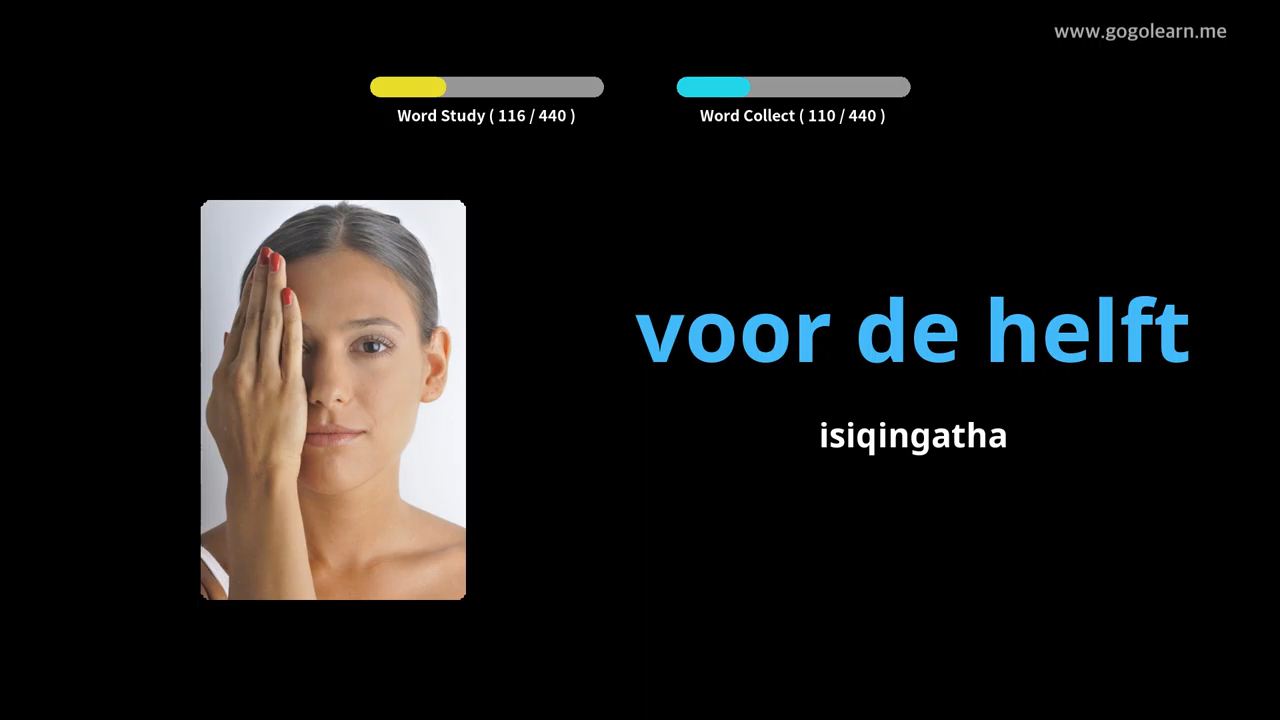 www.gogolearn.me
Word Study ( 116 / 440 )
Word Collect ( 110 / 440 )
voor de helft
isiqingatha